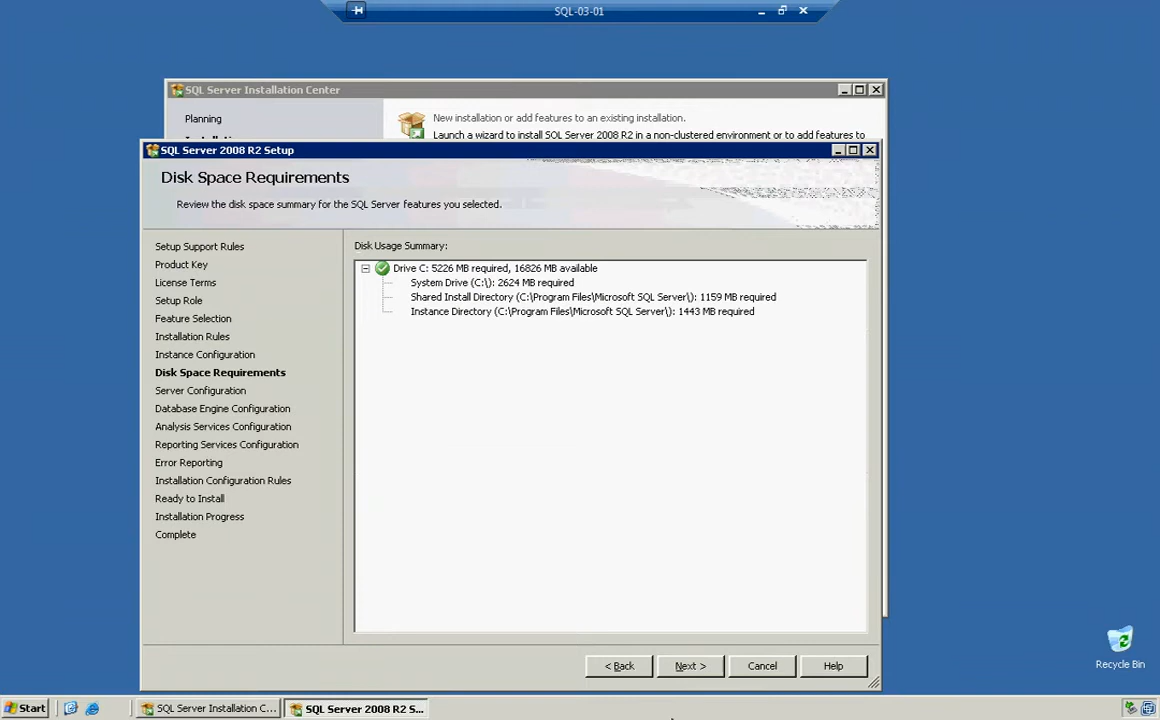 SQL-03-01
SQL Server Installation Center
Planning
New installation or add features to an existing installation.
Launch a wizard to install SQL Server 2008 R2 in a non-clustered environment or to add features to
SQL Server 2008 R2 Setup
Disk Space Requirements
Review the disk space summary for the SQL Server features you selected.
Setup Support Rules
Product Key
License Terms
Setup Role
Feature Selection
Installation Rules
Instance Configuration
Disk Space Requirements
Server Configuration
Database Engine Configuration
Analysis Services Configuration
Reporting Services Configuration
Error Reporting
Installation Configuration Rules
Ready to Install
Installation Progress
Complete
Disk Usage Summary:
Drive C: 5226 MB required, 16826 MB available
System Drive (C:\): 2624 MB required
Shared Install Directory (C:\Program Files\Microsoft SQL Server\): 1159 MB required
Instance Directory (C:\Program Files\Microsoft SQL Server\): 1443 MB required
< Back
Next >
Cancel
Help
Recycle Bin
Start
SQL Server Installation C...
SQL Server 2008 R2 S...